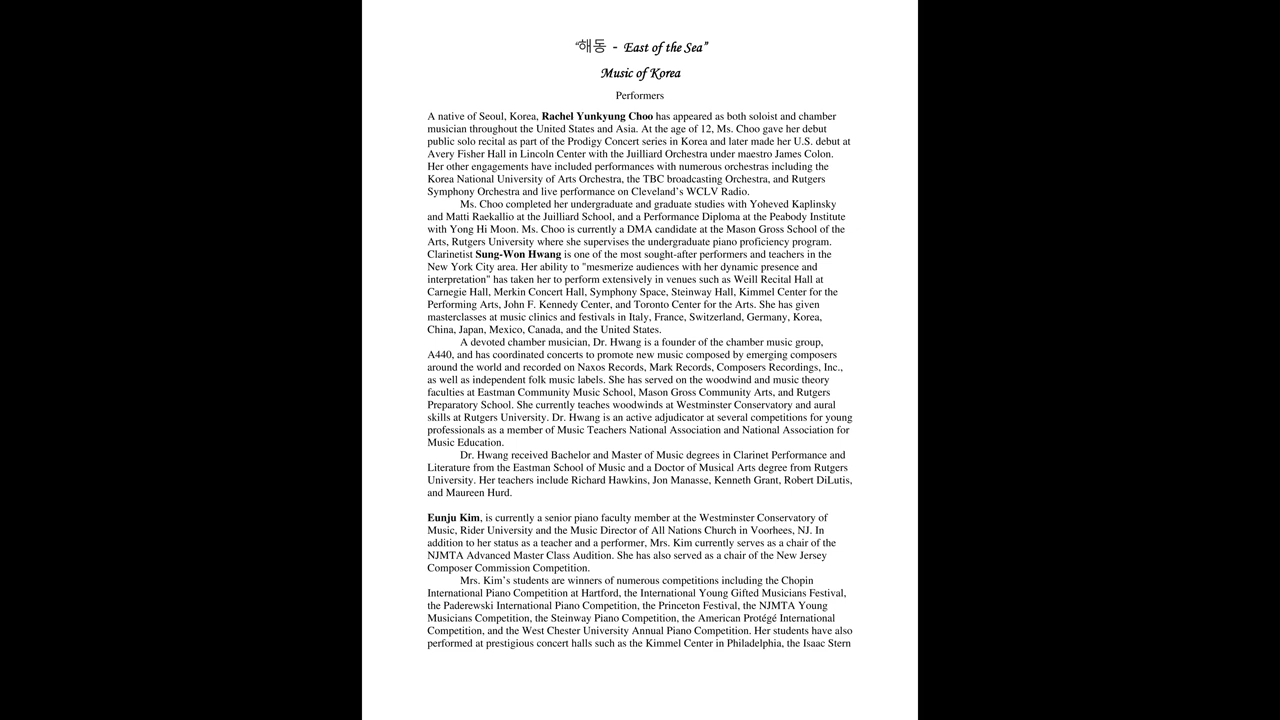 “해동 - East of the Sea”
Music of Korea
Performers
A native of Seoul, Korea, Rachel Yunkyung Choo has appeared as both soloist and chamber
musician throughout the United States and Asia. At the age of 12, Ms. Choo gave her debut
public solo recital as part of the Prodigy Concert series in Korea and later made her U.S. debut at
Avery Fisher Hall in Lincoln Center with the Juilliard Orchestra under maestro James Colon.
Her other engagements have included performances with numerous orchestras including the
Korea National University of Arts Orchestra, the TBC broadcasting Orchestra, and Rutgers
Symphony Orchestra and live performance on Cleveland’s WCLV Radio.
Ms. Choo completed her undergraduate and graduate studies with Yoheved Kaplinsky
and Matti Raekallio at the Juilliard School, and a Performance Diploma at the Peabody Institute
with Yong Hi Moon. Ms. Choo is currently a DMA candidate at the Mason Gross School of the
Arts, Rutgers University where she supervises the undergraduate piano proficiency program.
Clarinetist Sung-Won Hwang is one of the most sought-after performers and teachers in the
New York City area. Her ability to "mesmerize audiences with her dynamic presence and
interpretation" has taken her to perform extensively in venues such as Weill Recital Hall at
Carnegie Hall, Merkin Concert Hall, Symphony Space, Steinway Hall, Kimmel Center for the
Performing Arts, John F. Kennedy Center, and Toronto Center for the Arts. She has given
masterclasses at music clinics and festivals in Italy, France, Switzerland, Germany, Korea,
China, Japan, Mexico, Canada, and the United States.
A devoted chamber musician, Dr. Hwang is a founder of the chamber music group,
A440, and has coordinated concerts to promote new music composed by emerging composers
around the world and recorded on Naxos Records, Mark Records, Composers Recordings, Inc.,
as well as independent folk music labels. She has served on the woodwind and music theory
faculties at Eastman Community Music School, Mason Gross Community Arts, and Rutgers
Preparatory School. She currently teaches woodwinds at Westminster Conservatory and aural
skills at Rutgers University. Dr. Hwang is an active adjudicator at several competitions for young
professionals as a member of Music Teachers National Association and National Association for
Music Education.
Dr. Hwang received Bachelor and Master of Music degrees in Clarinet Performance and
Literature from the Eastman School of Music and a Doctor of Musical Arts degree from Rutgers
University. Her teachers include Richard Hawkins, Jon Manasse, Kenneth Grant, Robert DiLutis,
and Maureen Hurd.
Eunju Kim, is currently a senior piano faculty member at the Westminster Conservatory of
Music, Rider University and the Music Director of All Nations Church in Voorhees, NJ. In
addition to her status as a teacher and a performer, Mrs. Kim currently serves as a chair of the
NJMTA Advanced Master Class Audition. She has also served as a chair of the New Jersey
Composer Commission Competition.
Mrs. Kim’s students are winners of numerous competitions including the Chopin
International Piano Competition at Hartford, the International Young Gifted Musicians Festival,
the Paderewski International Piano Competition, the Princeton Festival, the NJMTA Young
Musicians Competition, the Steinway Piano Competition, the American Protégé International
Competition, and the West Chester University Annual Piano Competition. Her students have also
performed at prestigious concert halls such as the Kimmel Center in Philadelphia, the Isaac Stern